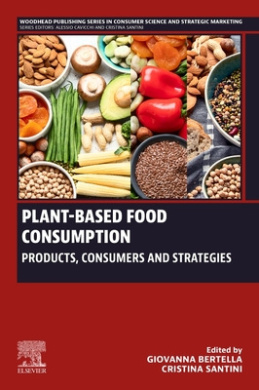 WOODHEAD PUBLISHING SERIES IN CONSUMER SCIENCE AND STRATEGIC MARKETING
SERIES EDITORS: ALESSIO CAVICCHI AND CRISTINA SANTINI
PLANT-BASED FOOD
CONSUMPTION
PRODUCTS, CONSUMERS AND STRATEGIES
Edited by
GIOVANNA BERTELLA
CRISTINA SANTINI
ELSEVIER